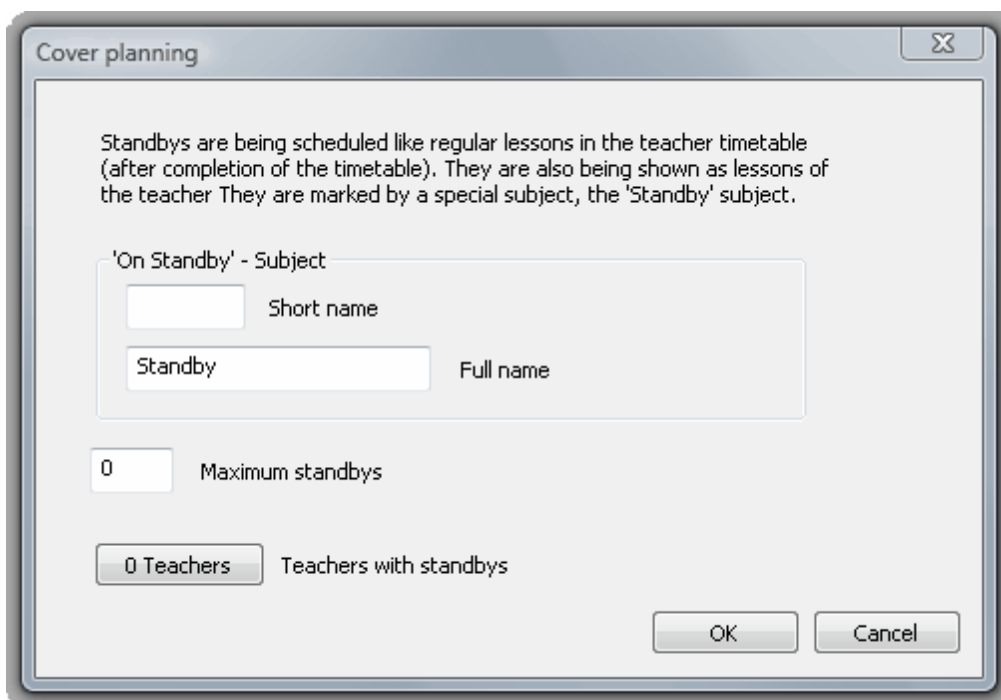 Cover planning
Standbys are being scheduled like regular lessons in the teacher timetable
(after completion of the timetable). They are also being shown as lessons of
the teacher They are marked by a special subject, the 'Standby' subject.
'On Standby' - Subject
Short name
Standby Full name
0 Maximum standbys
0 Teachers Teachers with standbys
OK Cancel